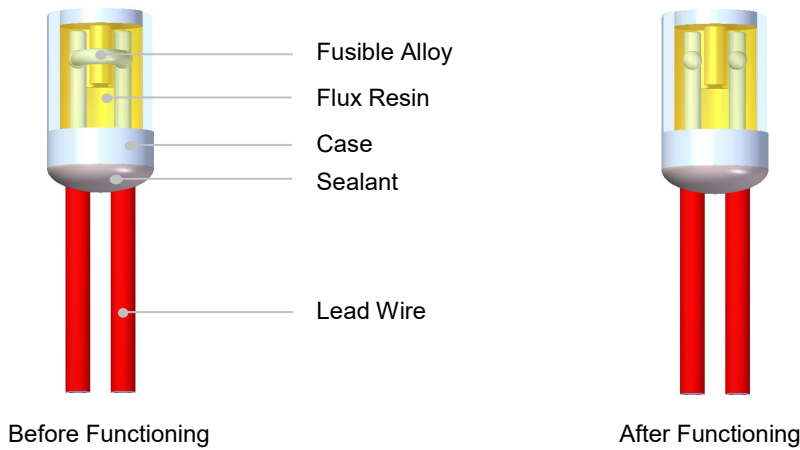 Fusible Alloy
Flux Resin
Case
Sealant
Lead Wire
Before Functioning
After Functioning